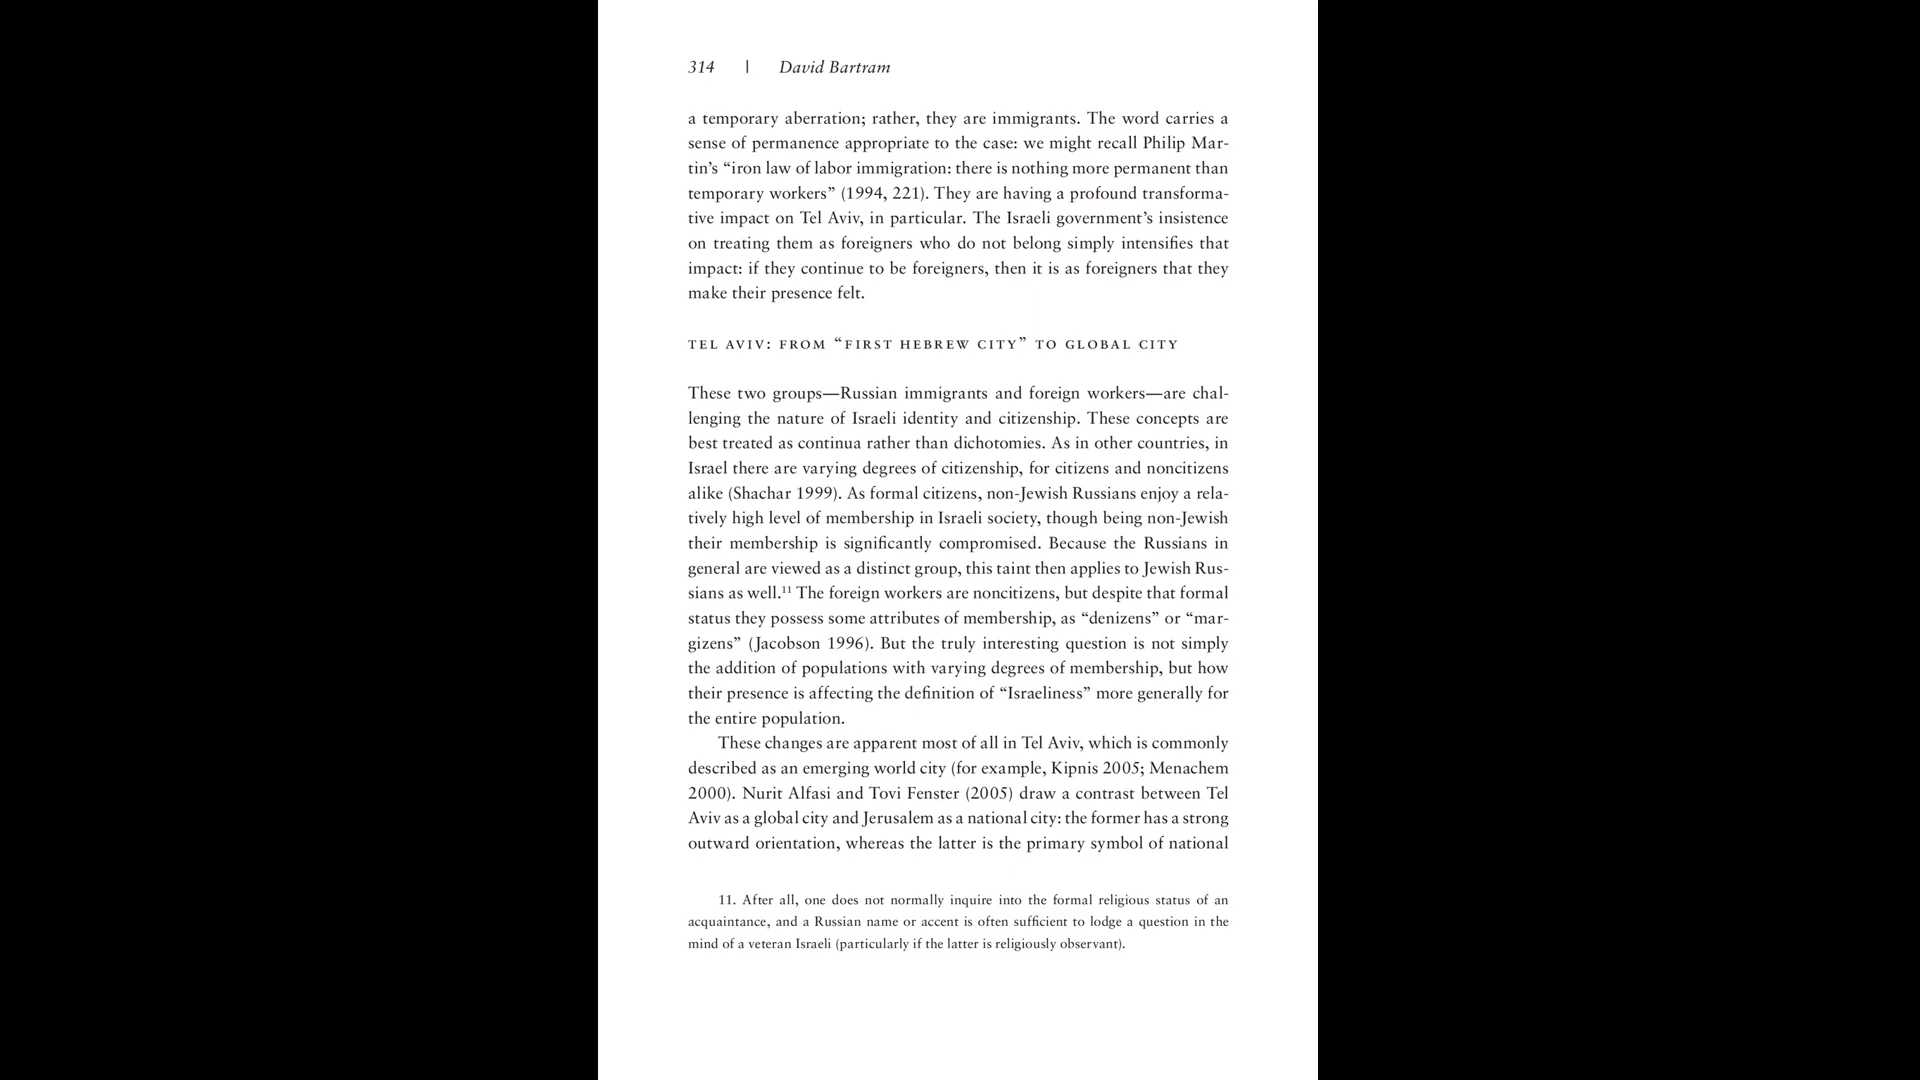 314 | David Bartram
a temporary aberration; rather, they are immigrants. The word carries a
sense of permanence appropriate to the case: we might recall Philip Mar-
tin’s “iron law of labor immigration: there is nothing more permanent than
temporary workers” (1994, 221). They are having a profound transforma-
tive impact on Tel Aviv, in particular. The Israeli government’s insistence
on treating them as foreigners who do not belong simply intensifies that
impact: if they continue to be foreigners, then it is as foreigners that they
make their presence felt.
TEL AVIV: FROM “FIRST HEBREW CITY” TO GLOBAL CITY
These two groups—Russian immigrants and foreign workers—are chal-
lenging the nature of Israeli identity and citizenship. These concepts are
best treated as continua rather than dichotomies. As in other countries, in
Israel there are varying degrees of citizenship, for citizens and noncitizens
alike (Shachar 1999). As formal citizens, non-Jewish Russians enjoy a rela-
tively high level of membership in Israeli society, though being non-Jewish
their membership is significantly compromised. Because the Russians in
general are viewed as a distinct group, this taint then applies to Jewish Rus-
sians as well.¹¹ The foreign workers are noncitizens, but despite that formal
status they possess some attributes of membership, as “denizens” or “mar-
gizens” (Jacobson 1996). But the truly interesting question is not simply
the addition of populations with varying degrees of membership, but how
their presence is affecting the definition of “Israeliness” more generally for
the entire population.
These changes are apparent most of all in Tel Aviv, which is commonly
described as an emerging world city (for example, Kipnis 2005; Menachem
2000). Nurit Alfasi and Tovi Fenster (2005) draw a contrast between Tel
Aviv as a global city and Jerusalem as a national city: the former has a strong
outward orientation, whereas the latter is the primary symbol of national
11. After all, one does not normally inquire into the formal religious status of an
acquaintance, and a Russian name or accent is often sufficient to lodge a question in the
mind of a veteran Israeli (particularly if the latter is religiously observant).